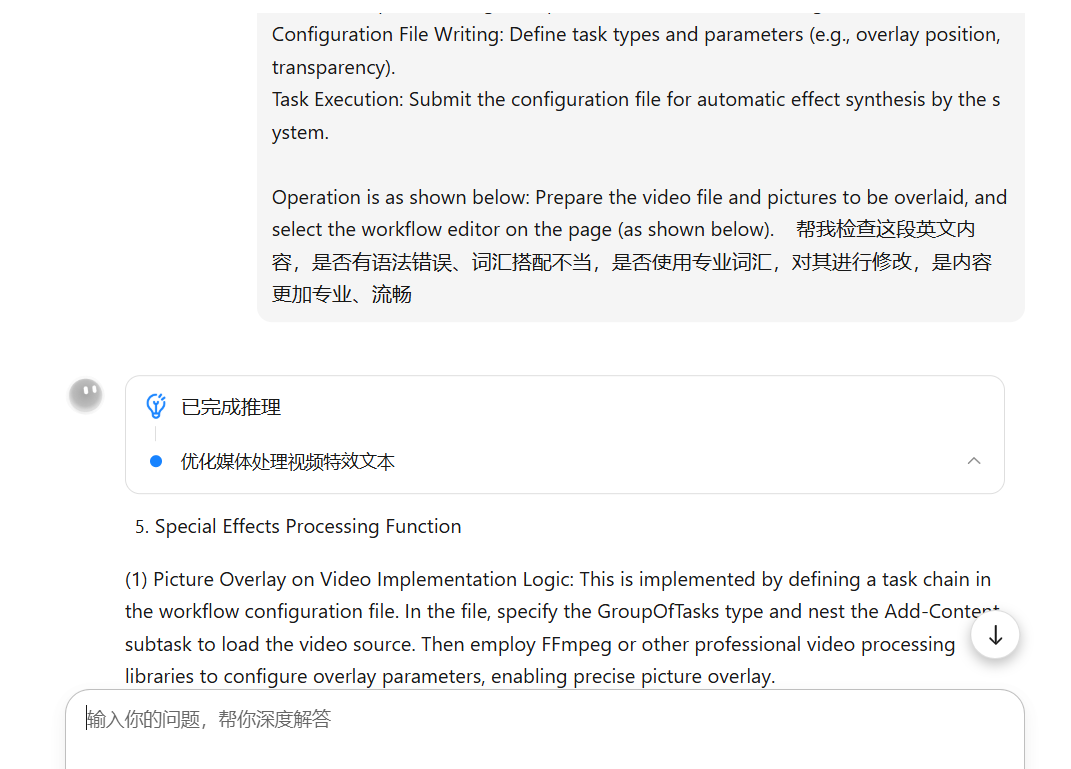 Configuration File Writing: Define task types and parameters (e.g., overlay position,
transparency).
Task Execution: Submit the configuration file for automatic effect synthesis by the s
ystem.
Operation is as shown below: Prepare the video file and pictures to be overlaid, and
select the workflow editor on the page (as shown below). 帮我检查这段英文内
容，是否有语法错误、词汇搭配不当，是否使用专业词汇，对其进行修改，是内容
更加专业、流畅
已完成推理
优化媒体处理视频特效文本
5. Special Effects Processing Function
(1) Picture Overlay on Video Implementation Logic: This is implemented by defining a task chain in
the workflow configuration file. In the file, specify the GroupOfTasks type and nest the Add-Content
subtask to load the video source. Then employ FFmpeg or other professional video processing
libraries to configure overlay parameters, enabling precise picture overlay.
输入你的问题，帮你深度解答